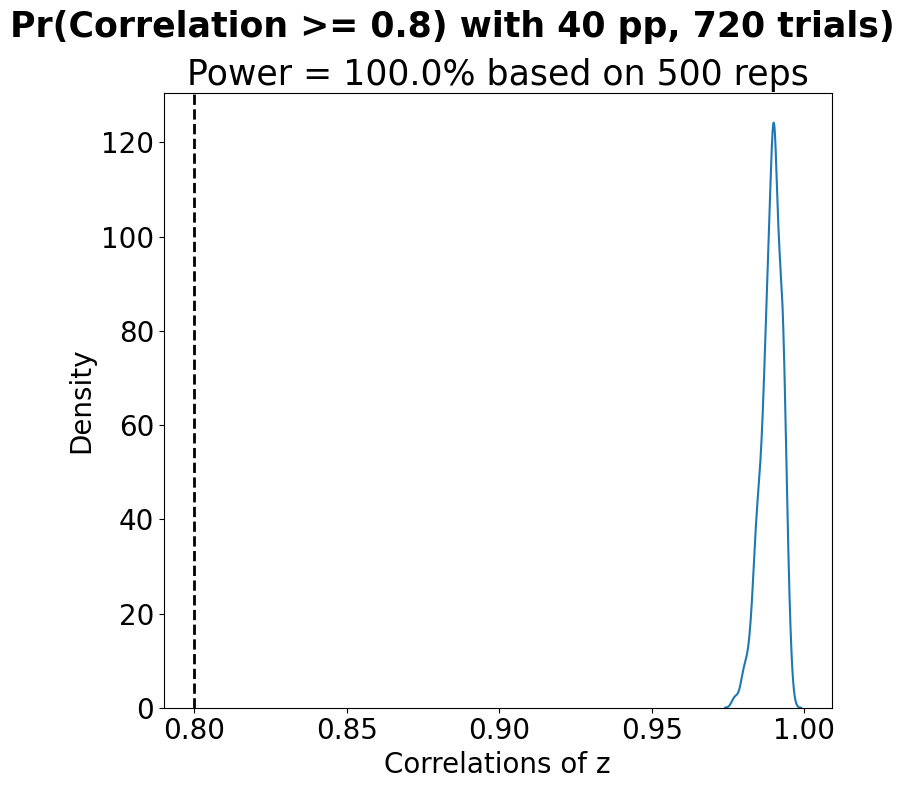 Pr(Correlation >= 0.8) with 40 pp, 720 trials)
Power = 100.0% based on 500 reps
120
100
80
60
40
20
0
Density
0.80 0.85 0.90 0.95 1.00
Correlations of z